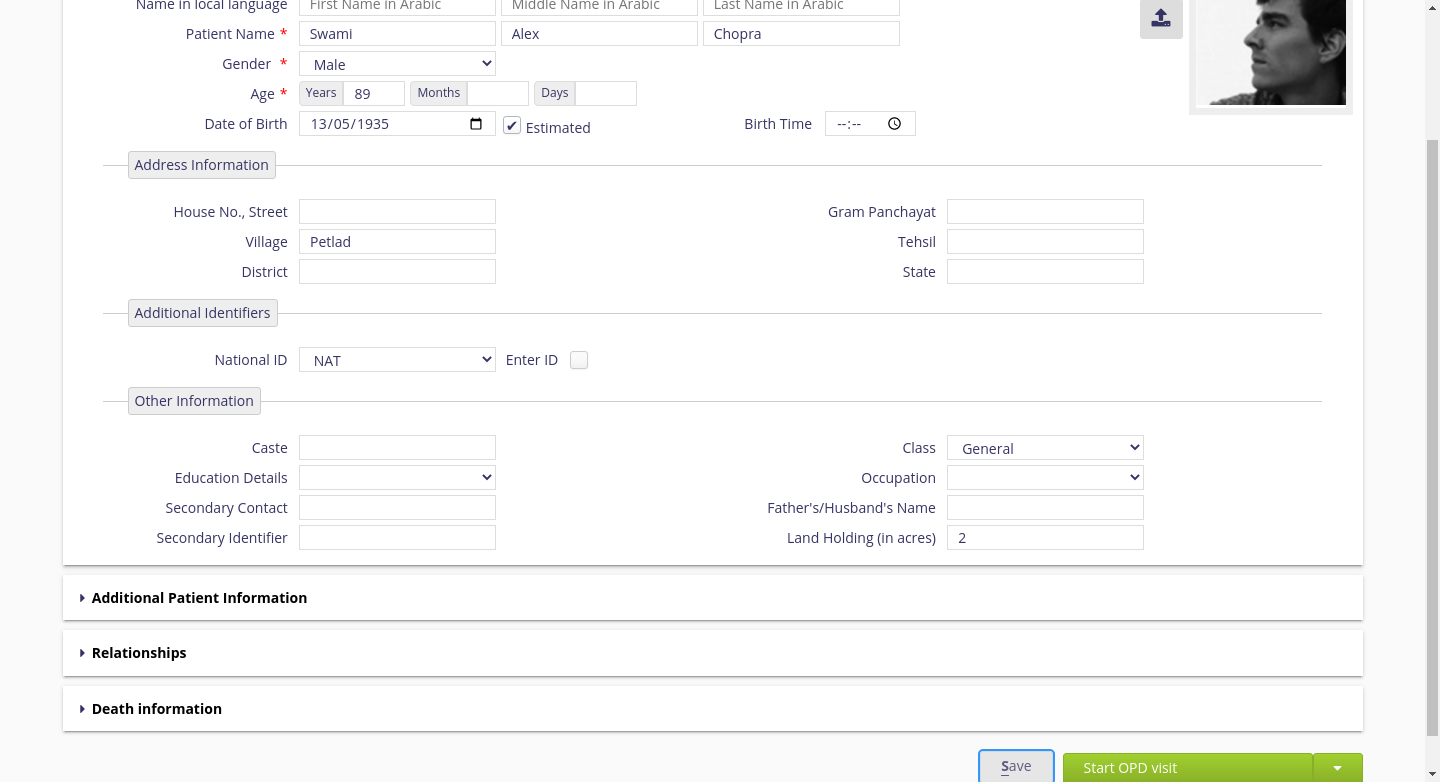 Name in local language First Name in Arabic Middle Name in Arabic Last Name in Arabic
Patient Name * Swami Alex Chopra
Gender * Male
Age * Years 89 Months Days
Date of Birth 13/05/1935 Estimated Birth Time --:--
Address Information
House No., Street Gram Panchayat
Village Petlad Tehsil
District State
Additional Identifiers
National ID NAT Enter ID
Other Information
Caste Class General
Education Details Occupation
Secondary Contact Father's/Husband's Name
Secondary Identifier Land Holding (in acres) 2
Additional Patient Information
Relationships
Death information
Save Start OPD visit